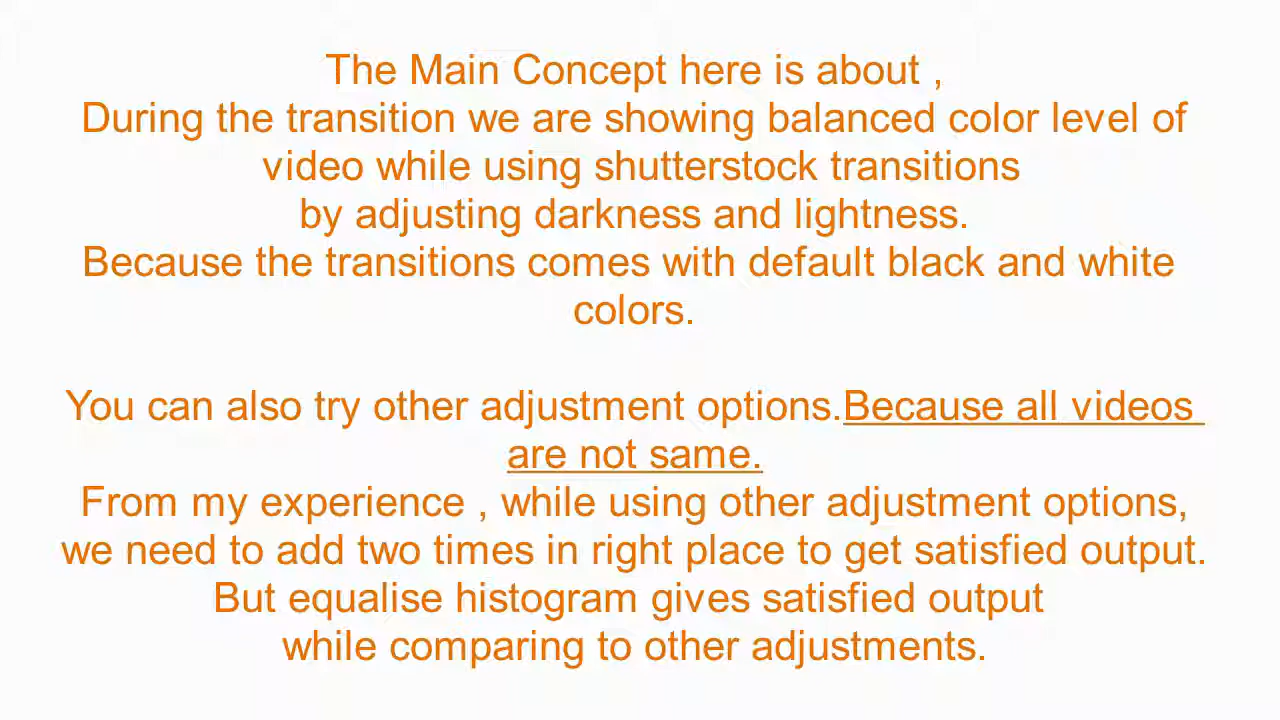 The Main Concept here is about ,
During the transition we are showing balanced color level of
video while using shutterstock transitions
by adjusting darkness and lightness.
Because the transitions comes with default black and white
colors.
You can also try other adjustment options.Because all videos
are not same.
From my experience , while using other adjustment options,
we need to add two times in right place to get satisfied output.
But equalise histogram gives satisfied output
while comparing to other adjustments.